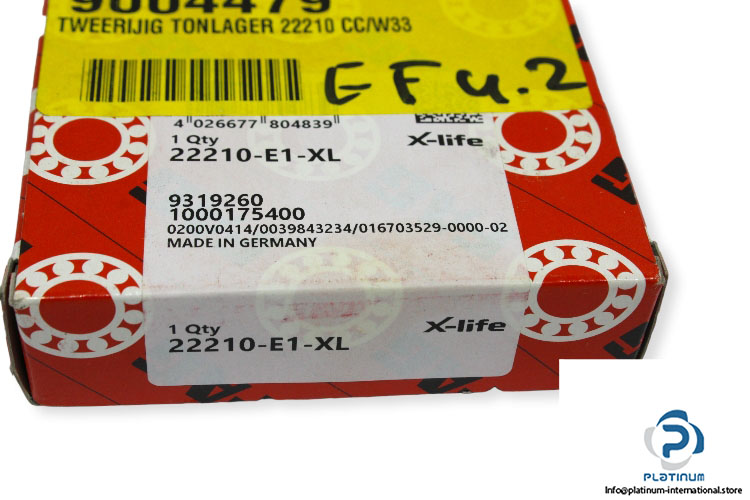 9004479
TWEERIJIG TONLAGER 22210 CC/W33
EF 4.2
4 026677 804839
1 Qty
X-life
22210-E1-XL
9319260
1000175400
0200V0414/0039843234/016703529-0000-02
MADE IN GERMANY
1 Qty
X-life
22210-E1-XL
PLATINUM
Info@platinum-international.store